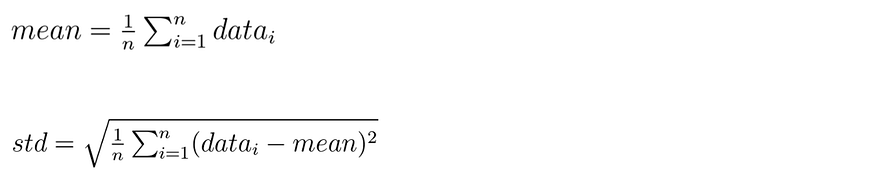 mean = \frac{1}{n} \sum_{i=1}^{n} data_i
std = \sqrt{\frac{1}{n} \sum_{i=1}^{n} (data_i - mean)^2}